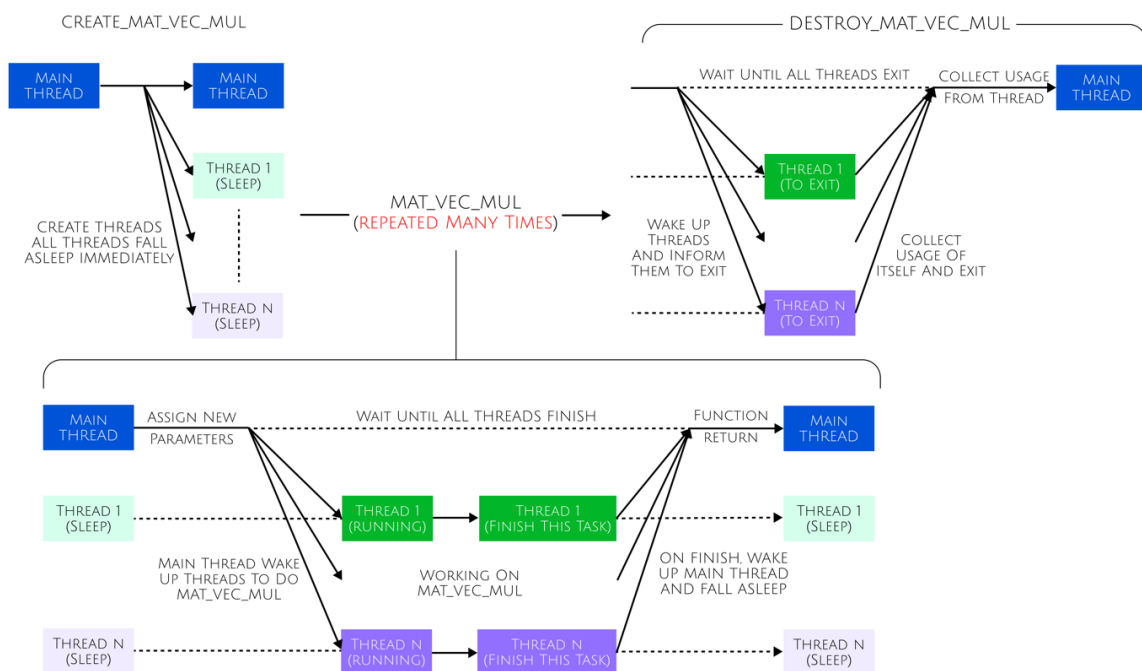 CREATE_MAT_VEC_MUL
MAIN
THREAD
MAIN
THREAD
THREAD 1
(SLEEP)
CREATE THREADS
ALL THREADS FALL
ASLEEP IMMEDIATELY
THREAD N
(SLEEP)
MAT_VEC_MUL
(REPEATED MANY TIMES)
DESTROY_MAT_VEC_MUL
WAIT UNTIL ALL THREADS EXIT
COLLECT USAGE
FROM THREAD
MAIN
THREAD
THREAD 1
(TO EXIT)
WAKE UP
THREADS
AND INFORM
THEM TO EXIT
COLLECT
USAGE OF
ITSELF AND EXIT
THREAD N
(TO EXIT)
MAIN
THREAD
ASSIGN NEW
PARAMETERS
WAIT UNTIL ALL THREADS FINISH
FUNCTION
RETURN
MAIN
THREAD
THREAD 1
(SLEEP)
THREAD 1
(RUNNING)
THREAD 1
(FINISH THIS TASK)
THREAD 1
(SLEEP)
MAIN THREAD WAKE
UP THREADS TO DO
MAT_VEC_MUL
WORKING ON
MAT_VEC_MUL
ON FINISH, WAKE
UP MAIN THREAD
AND FALL ASLEEP
THREAD N
(SLEEP)
THREAD N
(RUNNING)
THREAD N
(FINISH THIS TASK)
THREAD N
(SLEEP)